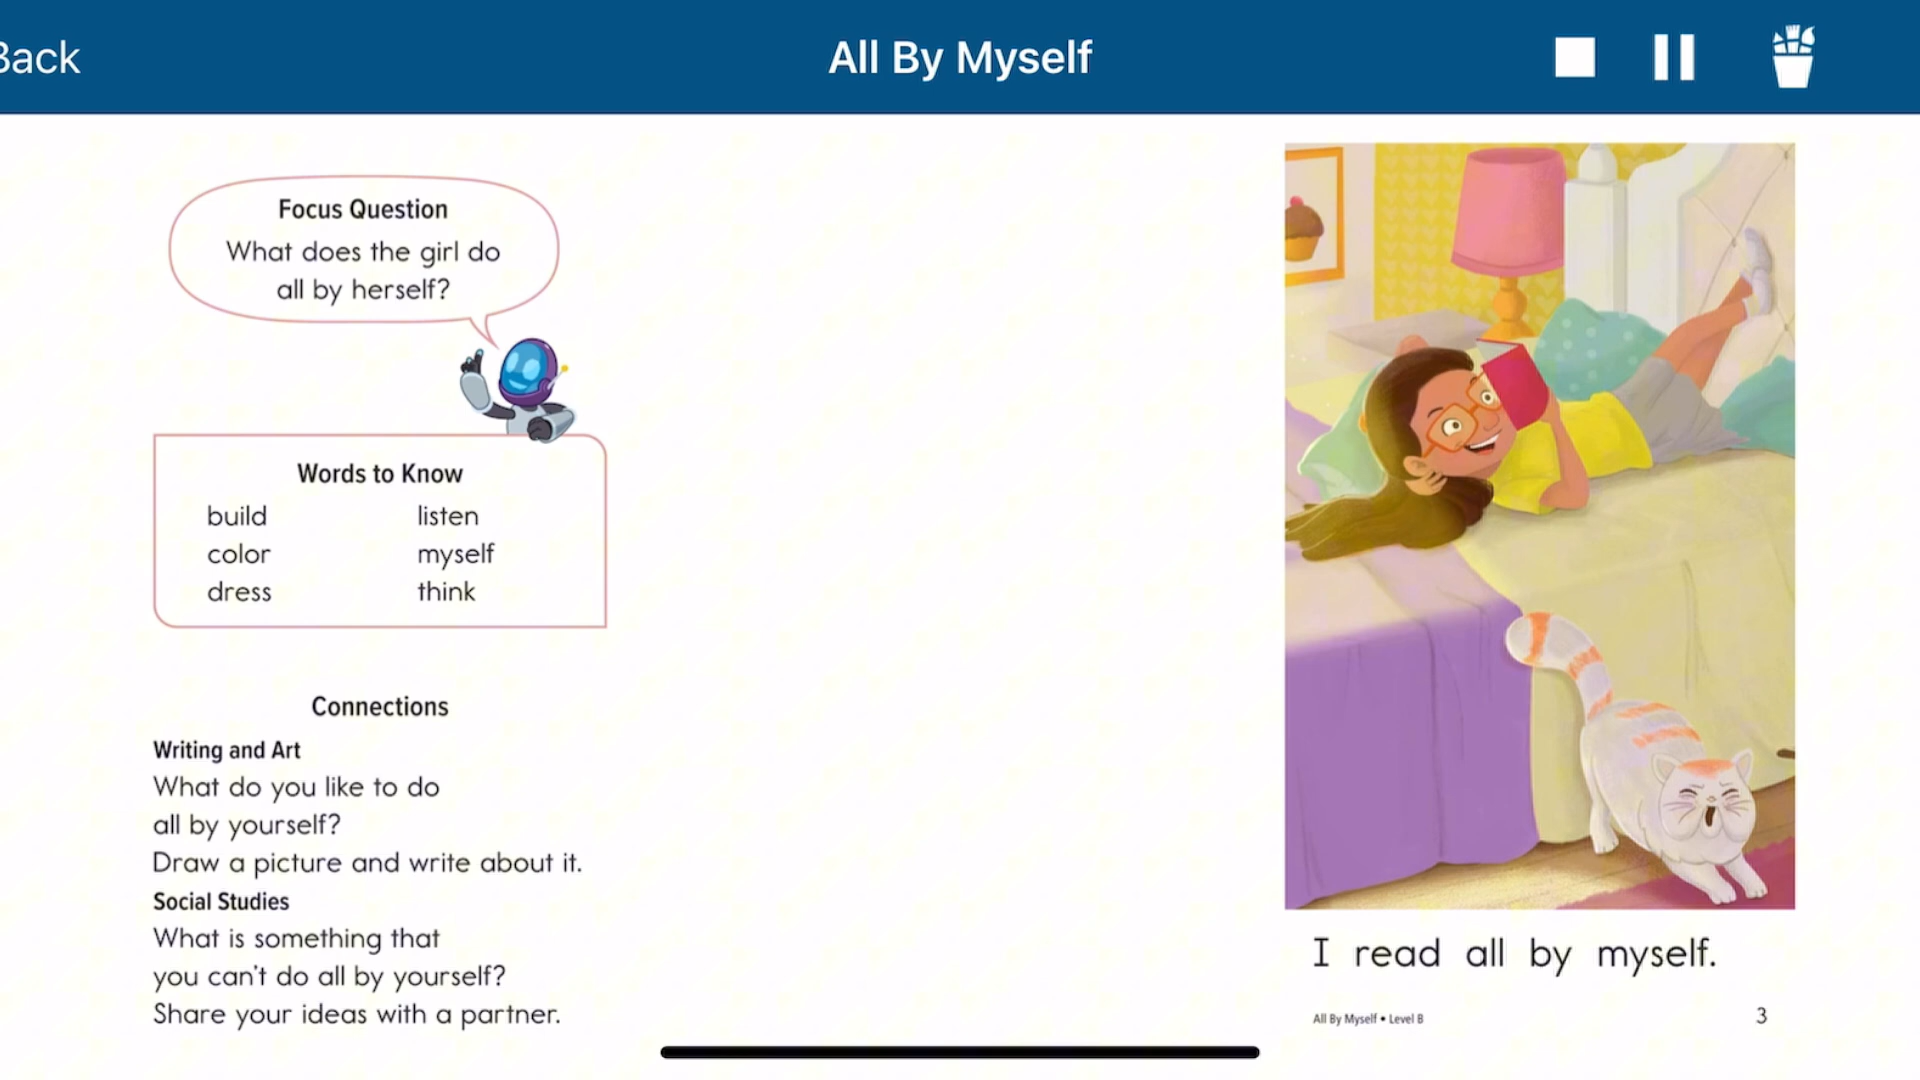 Back
All By Myself
Focus Question
What does the girl do
all by herself?
Words to Know
build
color
dress
listen
myself
think
Connections
Writing and Art
What do you like to do
all by yourself?
Draw a picture and write about it.
Social Studies
What is something that
you can't do all by yourself?
Share your ideas with a partner.
I read all by myself.
All By Myself • Level B
3